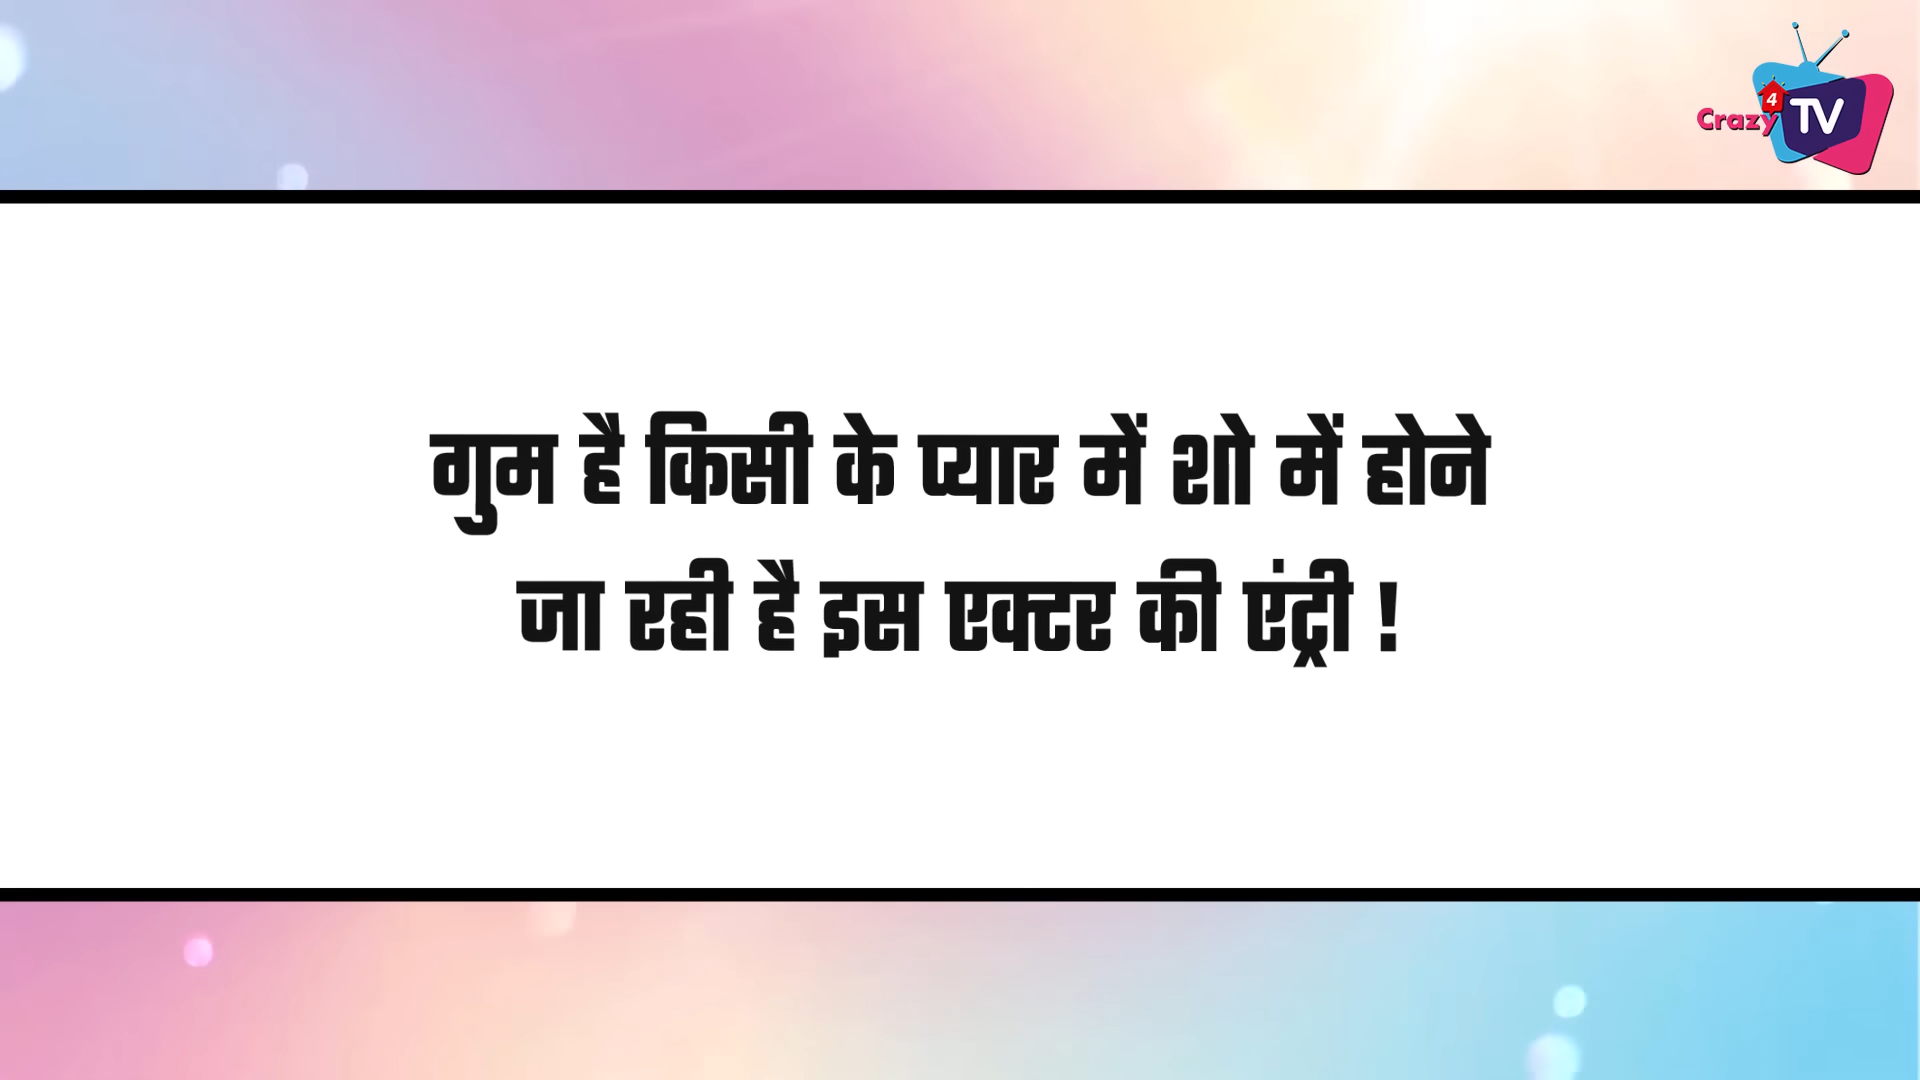 Crazy 4 TV
गुम है किसी के प्यार में शो में होने
जा रही है इस एक्टर की एंट्री !